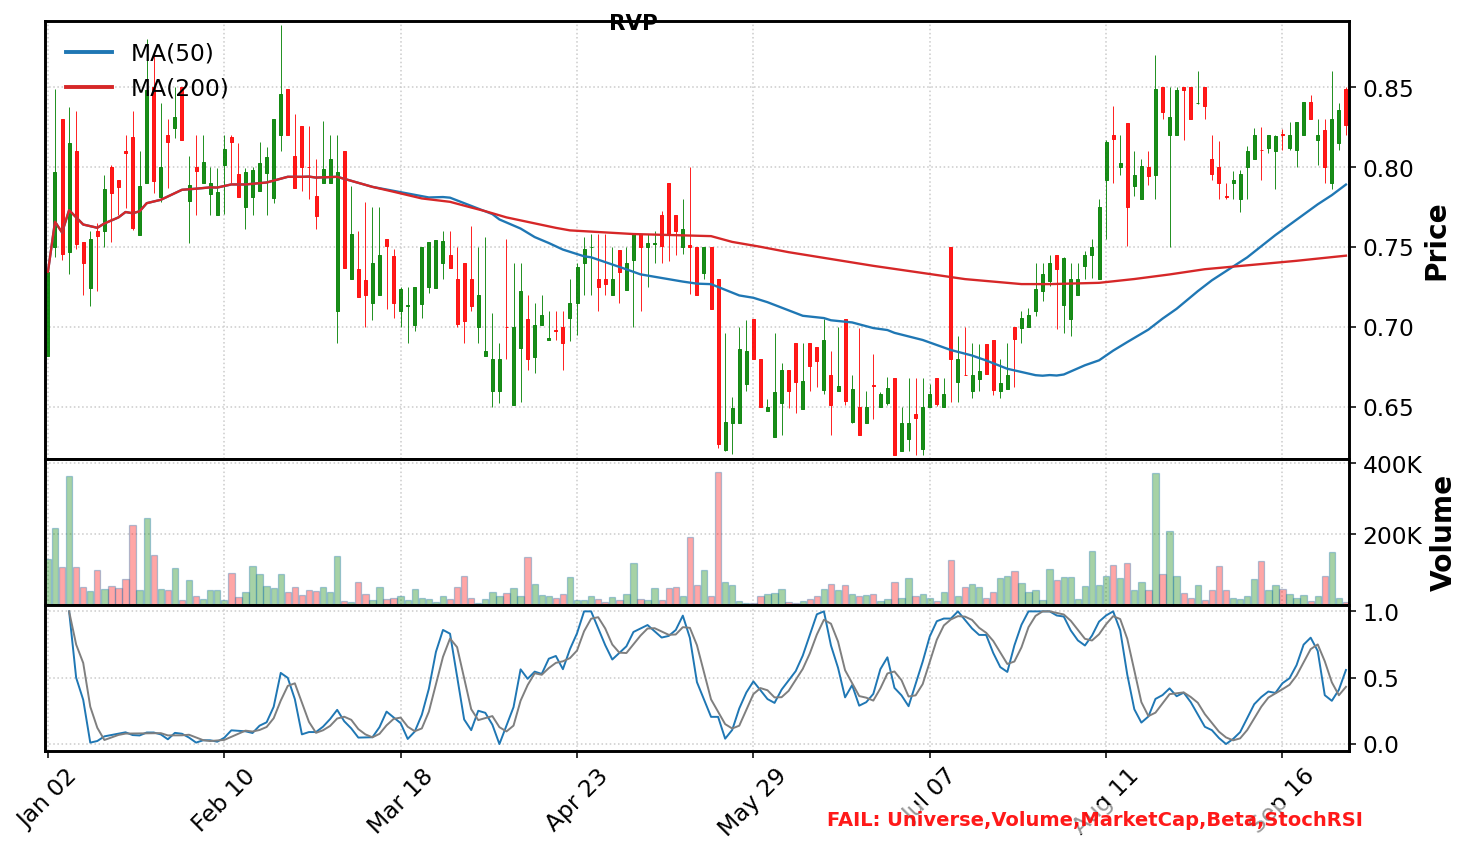 RVP
MA(50)
MA(200)
0.85
0.80
0.75
0.70
0.65
Price
400K
200K
Volume
1.0
0.5
0.0
Jan 02
Feb 10
Mar 18
Apr 23
May 29
Jul 07
Aug 11
Sep 16
FAIL: Universe,Volume,MarketCap,Beta,StochRSI